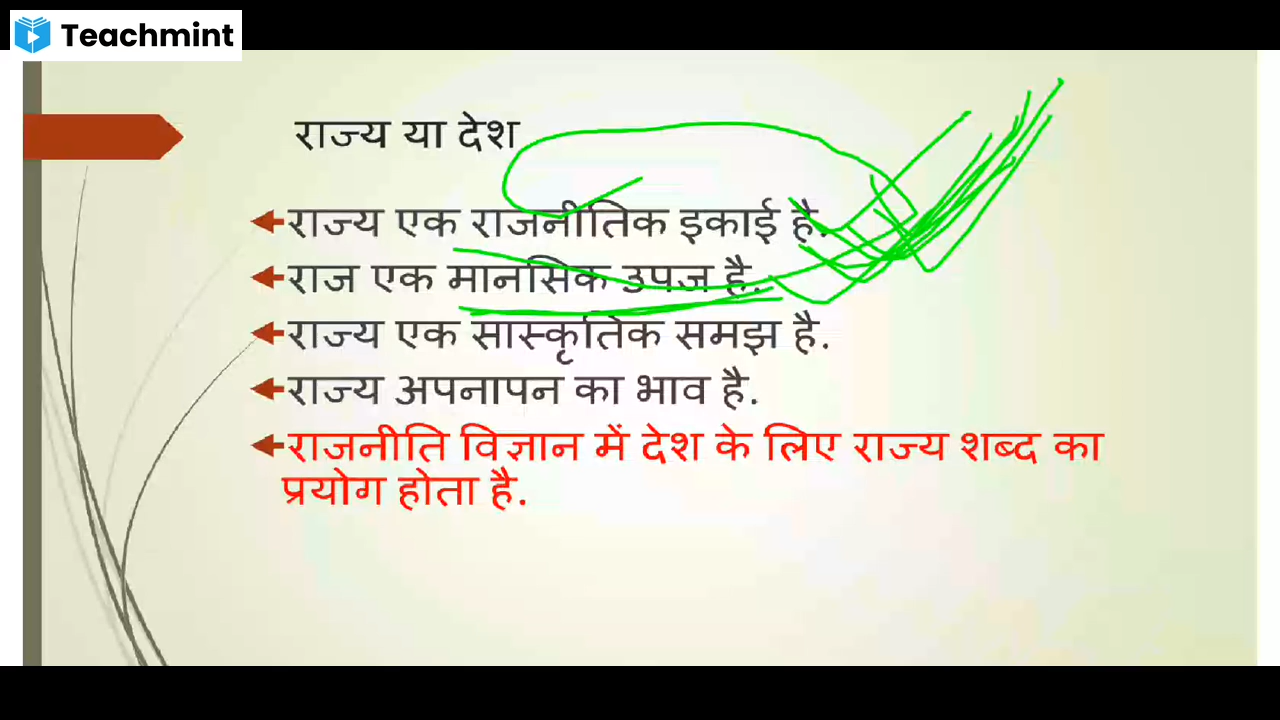 Teachmint
राज्य या देश
राज्य एक राजनीतिक इकाई है.
राज एक मानसिक उपज है.
राज्य एक सास्कृतिक समझ है.
राज्य अपनापन का भाव है.
राजनीति विज्ञान में देश के लिए राज्य शब्द का
प्रयोग होता है.